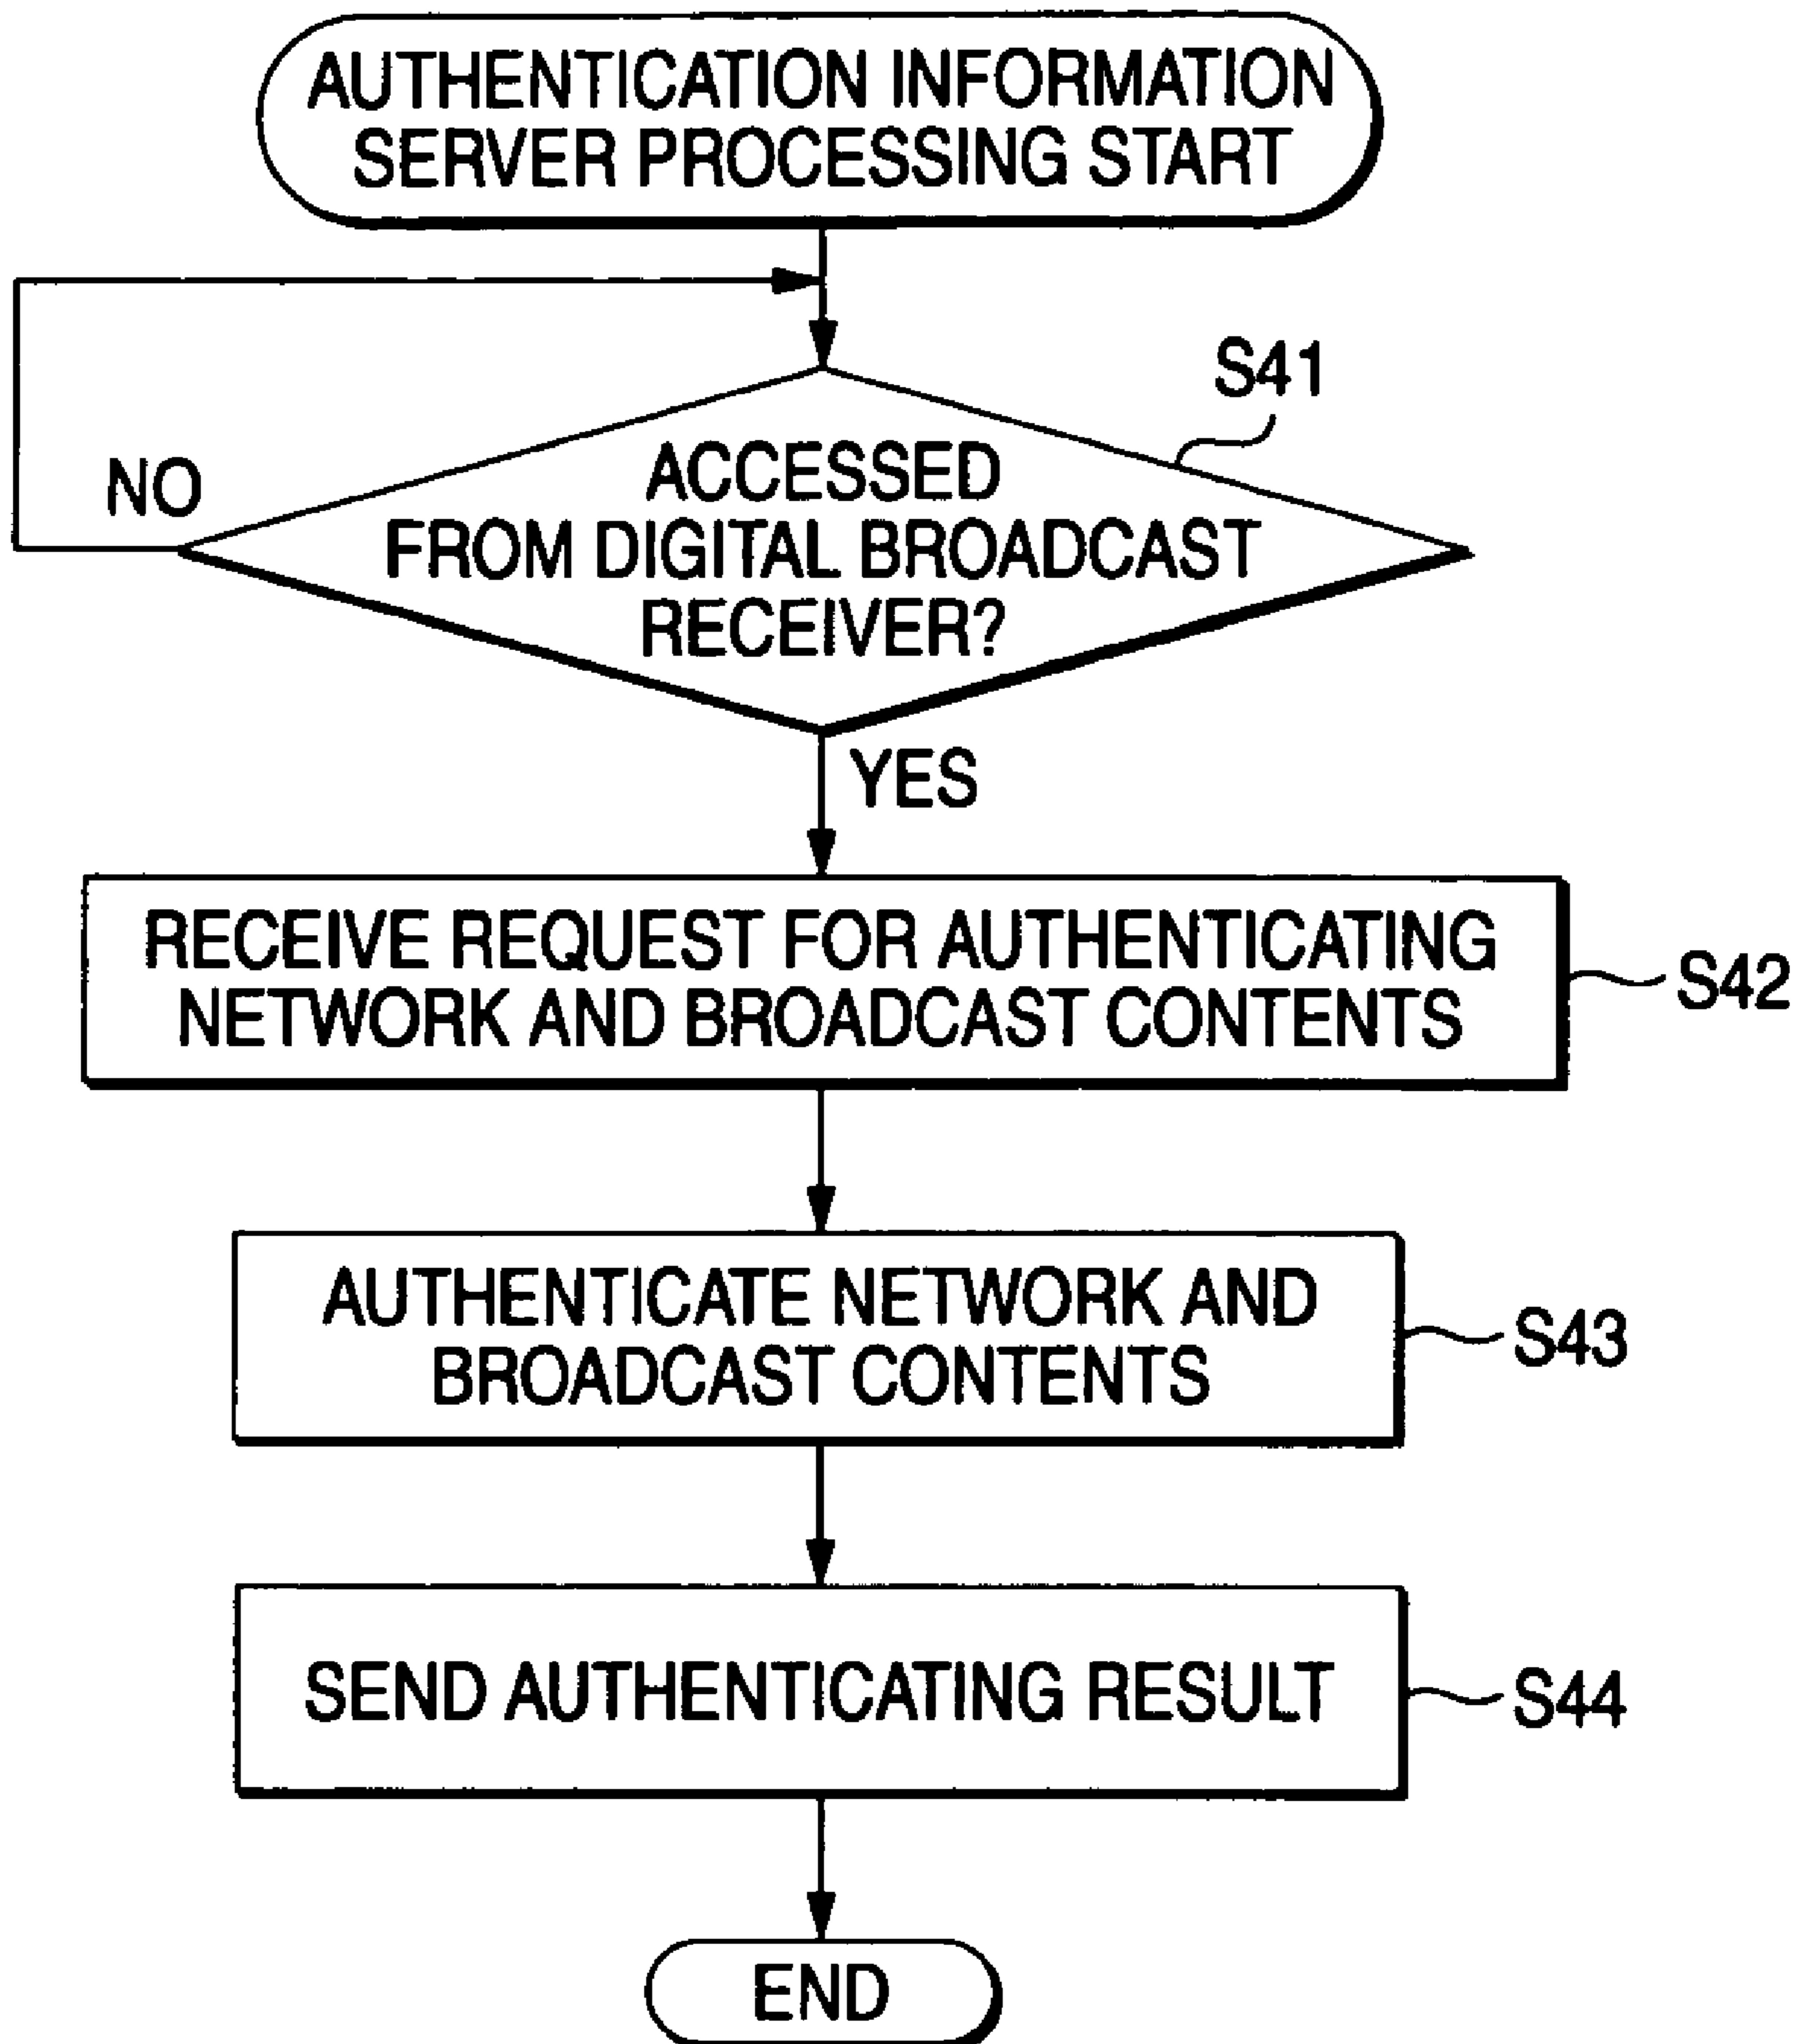 AUTHENTICATION INFORMATION
SERVER PROCESSING START
S41
NO
ACCESSED
FROM DIGITAL BROADCAST
RECEIVER?
YES
RECEIVE REQUEST FOR AUTHENTICATING
NETWORK AND BROADCAST CONTENTS
S42
AUTHENTICATE NETWORK AND
BROADCAST CONTENTS
S43
SEND AUTHENTICATING RESULT
S44
END